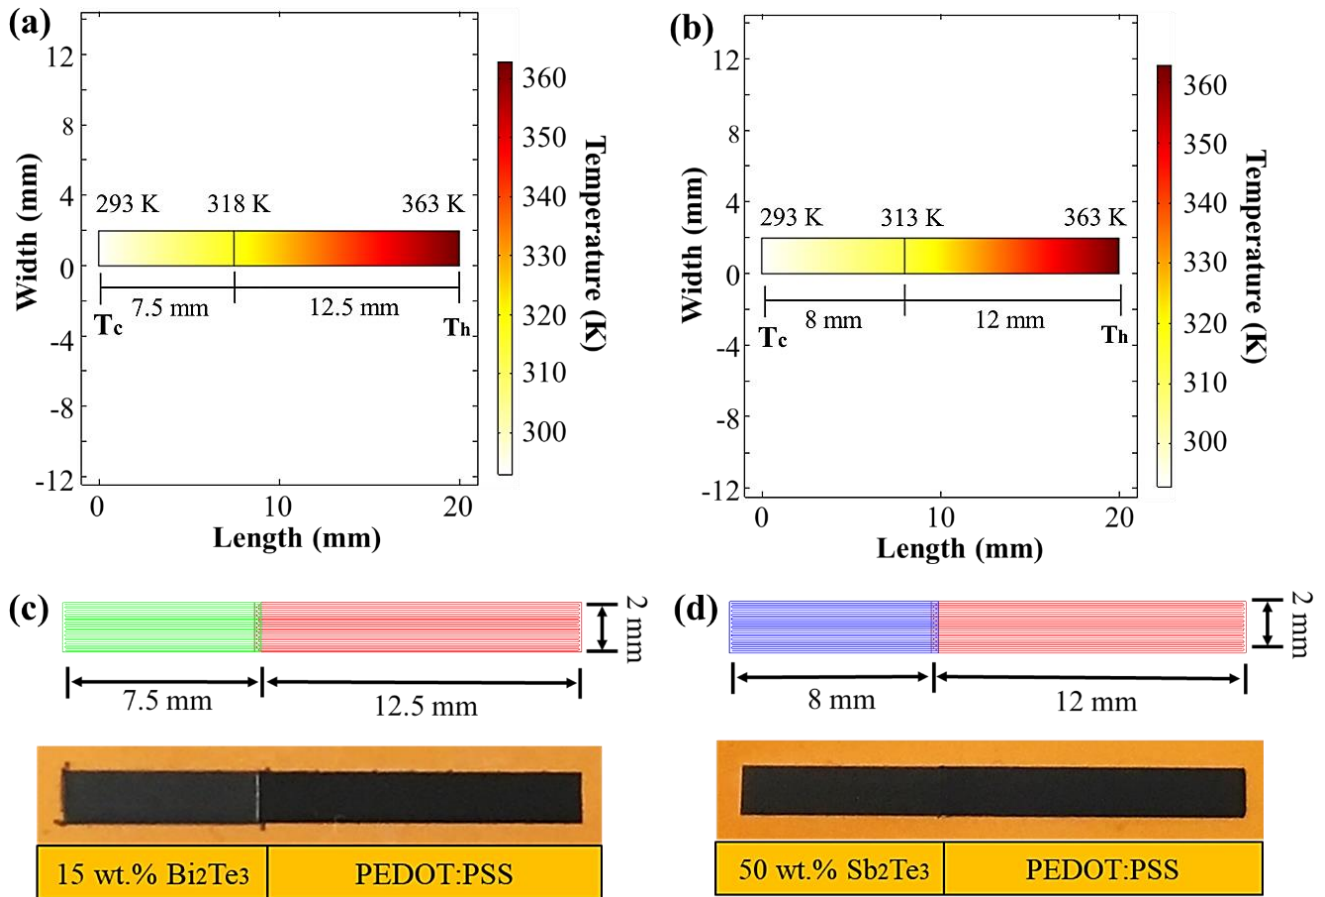 (a)
12
8
4
0
-4
-8
-12
Width (mm)
293 K
318 K
363 K
7.5 mm
12.5 mm
Tc
Th
0
10
20
Length (mm)
360
350
340
330
320
310
300
Temperature (K)
(b)
12
8
4
0
-4
-8
-12
Width (mm)
293 K
313 K
363 K
8 mm
12 mm
Tc
Th
0
10
20
Length (mm)
360
350
340
330
320
310
300
Temperature (K)
(c)
2 mm
7.5 mm
12.5 mm
15 wt.% Bi2Te3
PEDOT:PSS
(d)
2 mm
8 mm
12 mm
50 wt.% Sb2Te3
PEDOT:PSS